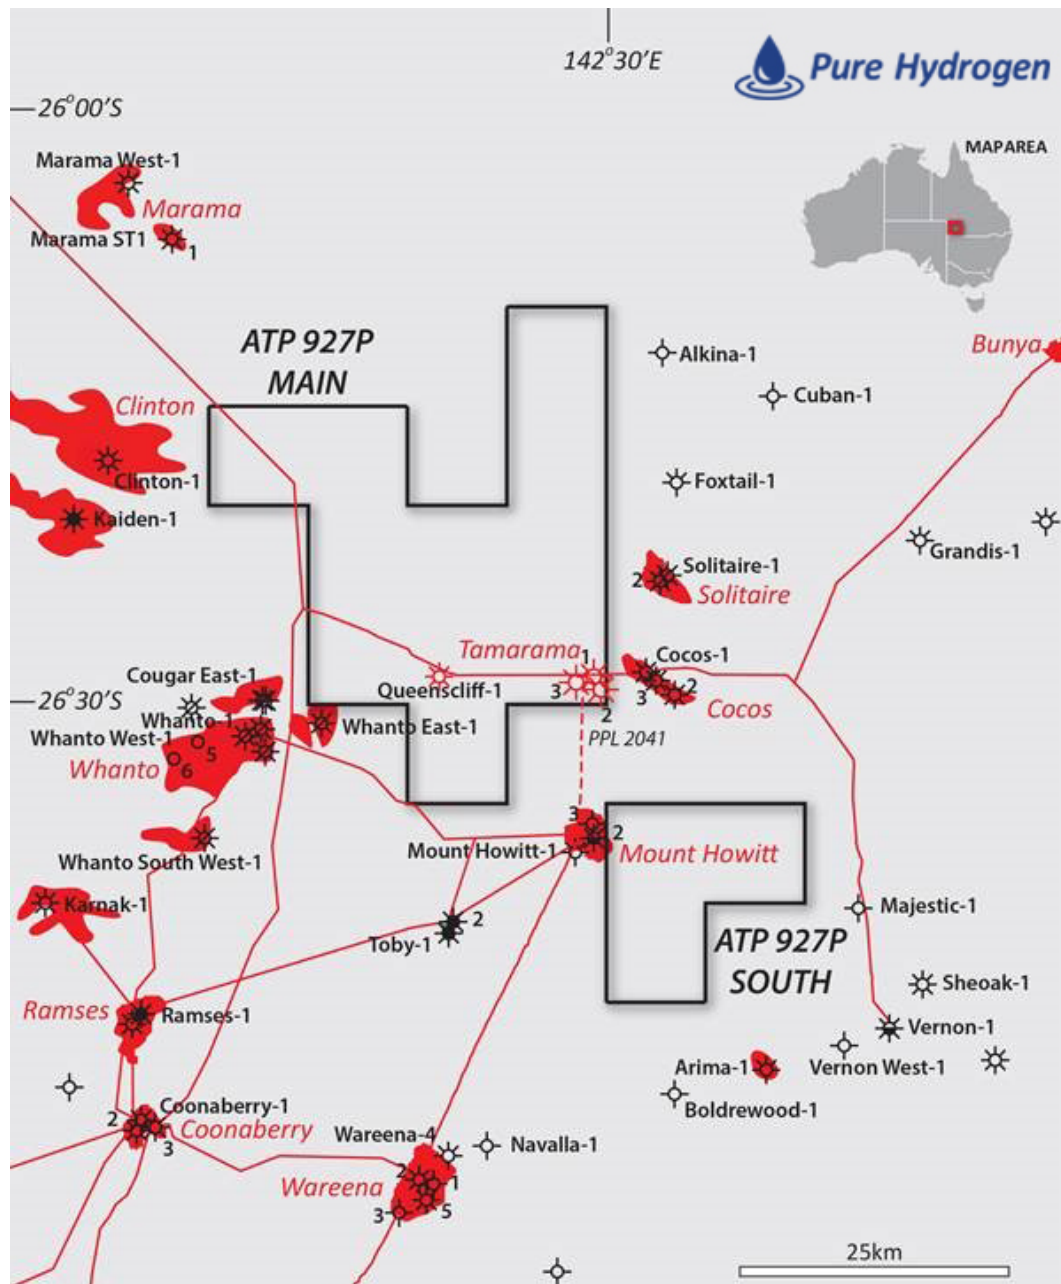 142°30'E
Pure Hydrogen
26°00'S
MAPAREA
Marama West-1
Marama
Marama ST1
1
ATP 927P
MAIN
Bunya
Alkina-1
Cuban-1
Clinton
Clinton-1
Foxtail-1
Kaiden-1
Grandis-1
Solitaire-1
2
Solitaire
Tamarama
1
Cocos-1
Cougar East-1
Queenscliff-1
3
3
2
26°30'S
2
Cocos
Whanto-1
Whanto East-1
Whanto West-1
5
PPL 2041
Whanto
6
3
2
Mount Howitt-1
Mount Howitt
Whanto South West-1
Karnak-1
Majestic-1
2
Toby-1
ATP 927P
SOUTH
Sheoak-1
Ramses
Ramses-1
Vernon-1
Arima-1
Vernon West-1
Boldrewood-1
Coonaberry-1
2
Coonaberry
3
Wareena-4
Navalla-1
2
1
Wareena
3
5
25km